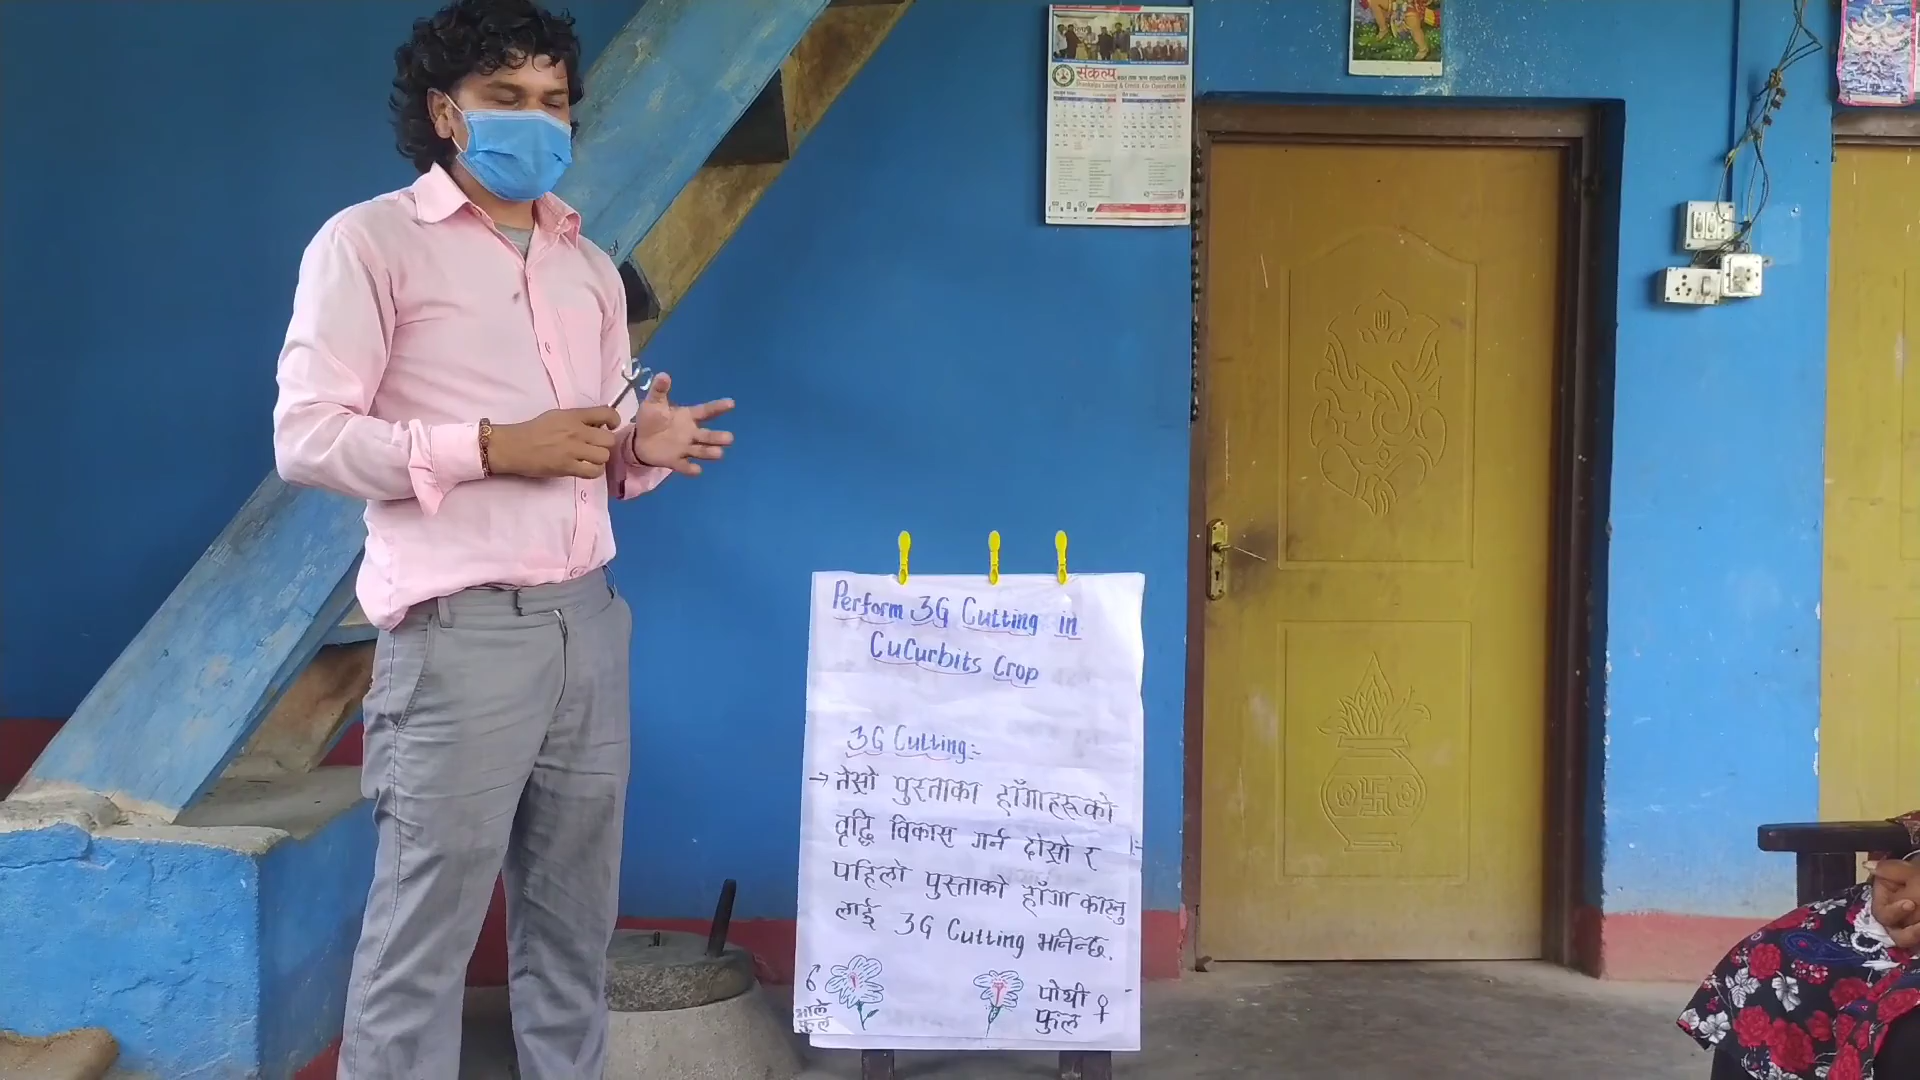 संकल्प
Perform 3G Cutting in
CuCurbits Crop
3G Cutting:-
→ तेस्रो पुस्ताका हाँगाहरूको
वृद्धि विकास गर्न दोस्रो र
पहिलो पुस्ताको हाँगा काट्नु
लाई 3G Cutting भनिन्छ.
भाले
फुल
पोथी ♀
फुल